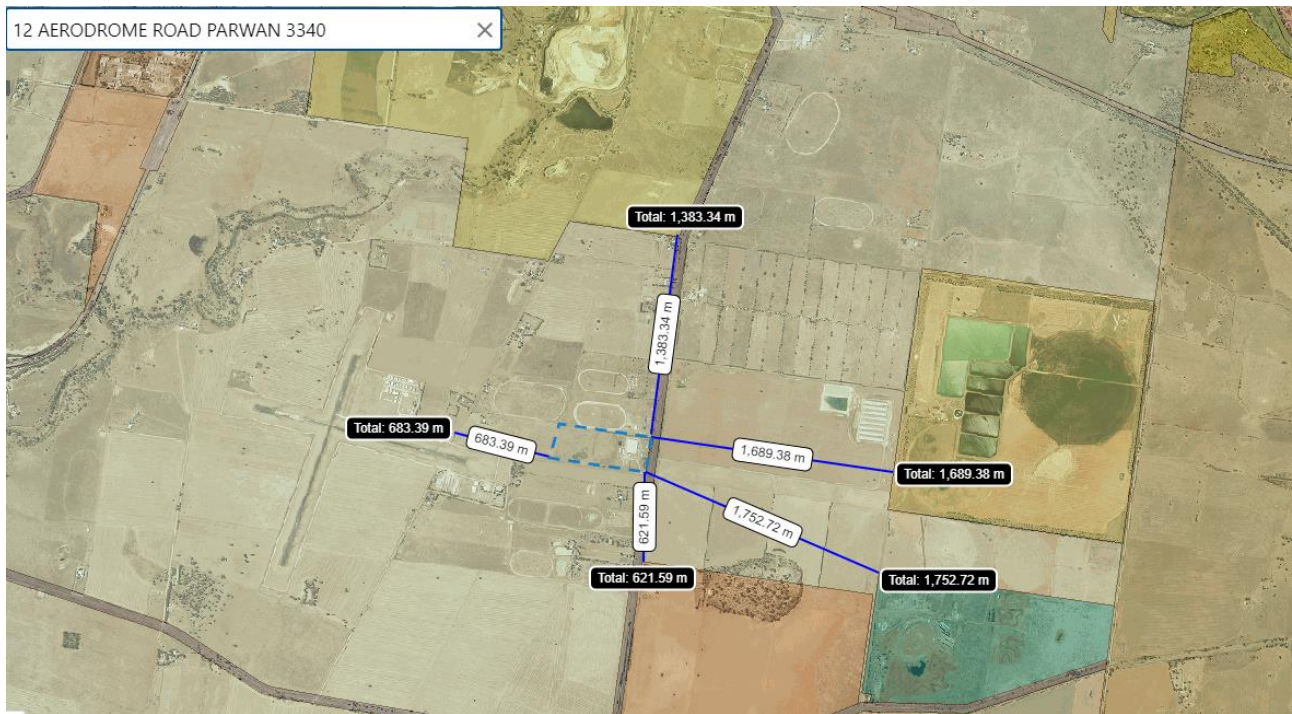 12 AERODROME ROAD PARWAN 3340
Total: 1,383.34 m
1,383.34 m
Total: 683.39 m
683.39 m
1,689.38 m
Total: 1,689.38 m
621.59 m
1,752.72 m
Total: 621.59 m
Total: 1,752.72 m